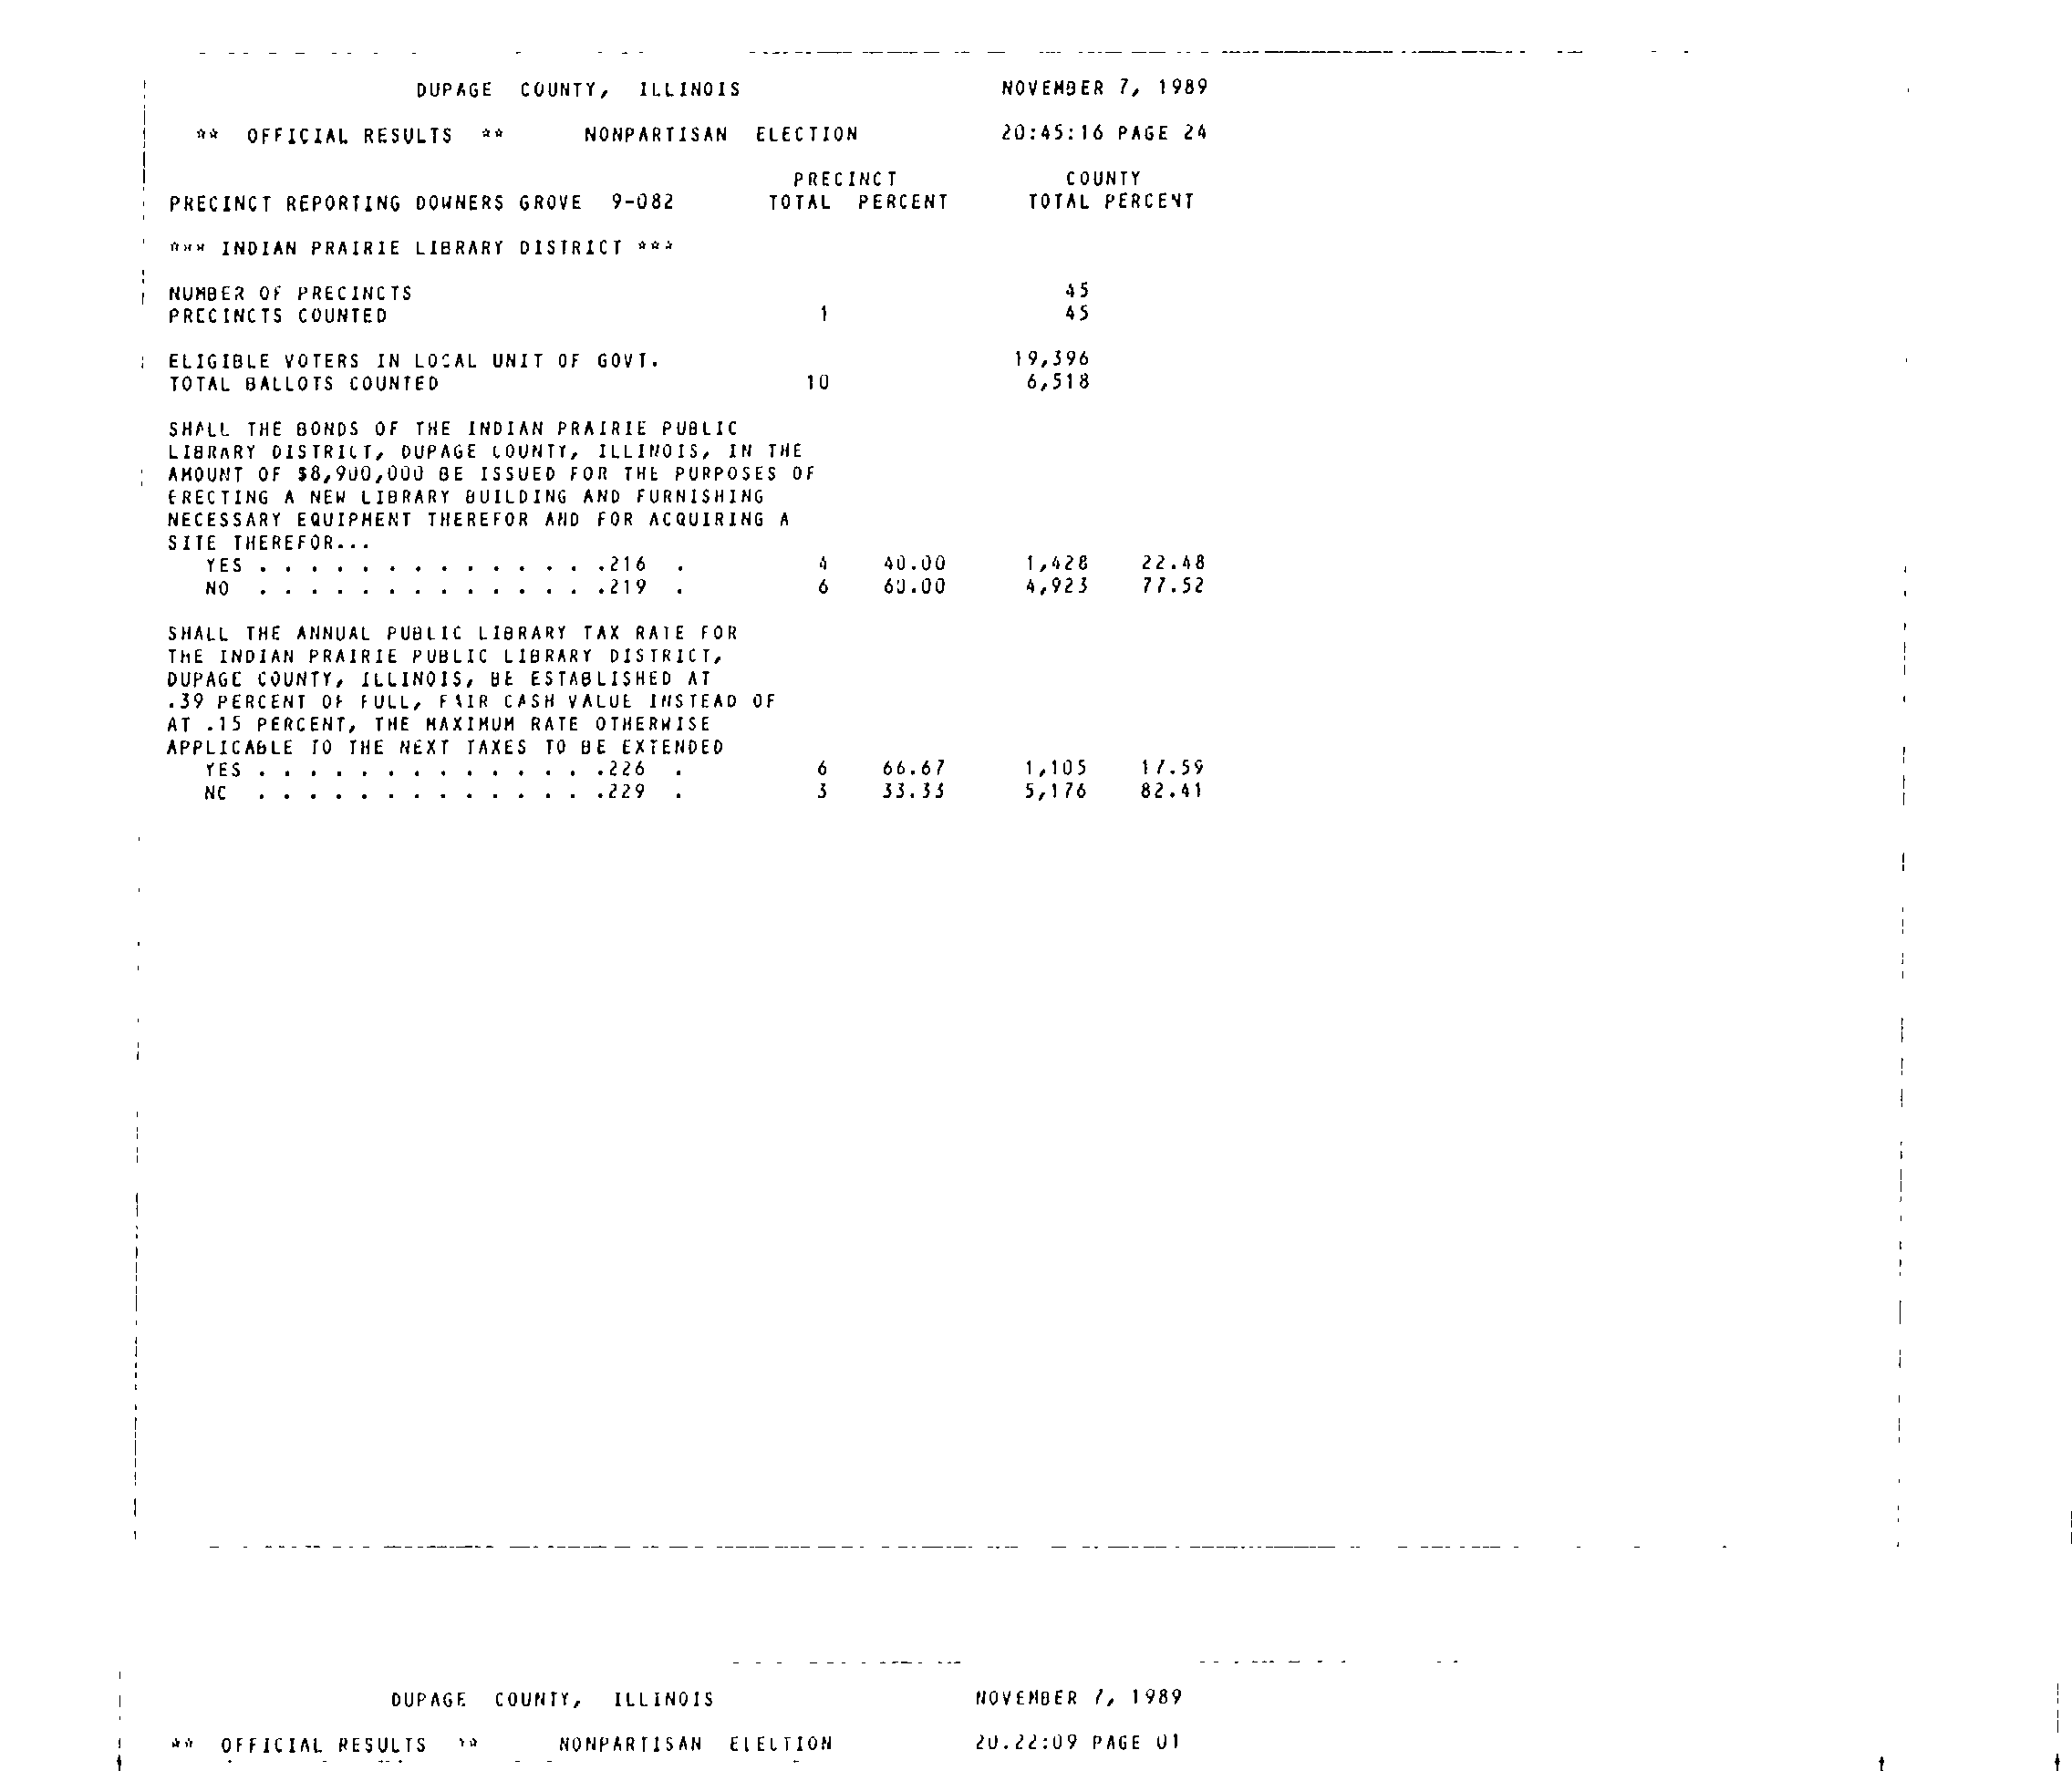 DUPAGE COUNTY, ILLINOIS NOVEMBER 7, 1989
** OFFICIAL RESULTS ** NONPARTISAN ELECTION 20:45:16 PAGE 24
PRECINCT COUNTY
PRECINCT REPORTING DOWNERS GROVE 9-082 TOTAL PERCENT TOTAL PERCENT
*** INDIAN PRAIRIE LIBRARY DISTRICT ***
NUMBER OF PRECINCTS 45
PRECINCTS COUNTED 1 45
ELIGIBLE VOTERS IN LOCAL UNIT OF GOVT. 19,396
TOTAL BALLOTS COUNTED 10 6,518
SHALL THE BONDS OF THE INDIAN PRAIRIE PUBLIC
LIBRARY DISTRICT, DUPAGE COUNTY, ILLINOIS, IN THE
AMOUNT OF $8,900,000 BE ISSUED FOR THE PURPOSES OF
ERECTING A NEW LIBRARY BUILDING AND FURNISHING
NECESSARY EQUIPMENT THEREFOR AND FOR ACQUIRING A
SITE THEREFOR...
YES . . . . . . . . . . . . . .216 . 4 40.00 1,428 22.48
NO . . . . . . . . . . . . . .219 . 6 60.00 4,923 77.52
SHALL THE ANNUAL PUBLIC LIBRARY TAX RATE FOR
THE INDIAN PRAIRIE PUBLIC LIBRARY DISTRICT,
DUPAGE COUNTY, ILLINOIS, BE ESTABLISHED AT
.39 PERCENT OF FULL, FAIR CASH VALUE INSTEAD OF
AT .15 PERCENT, THE MAXIMUM RATE OTHERWISE
APPLICABLE TO THE NEXT TAXES TO BE EXTENDED
YES . . . . . . . . . . . . . .226 . 6 66.67 1,105 17.59
NO . . . . . . . . . . . . . .229 . 3 33.33 5,176 82.41
DUPAGE COUNTY, ILLINOIS NOVEMBER 7, 1989
** OFFICIAL RESULTS ** NONPARTISAN ELECTION 20.22:09 PAGE 01